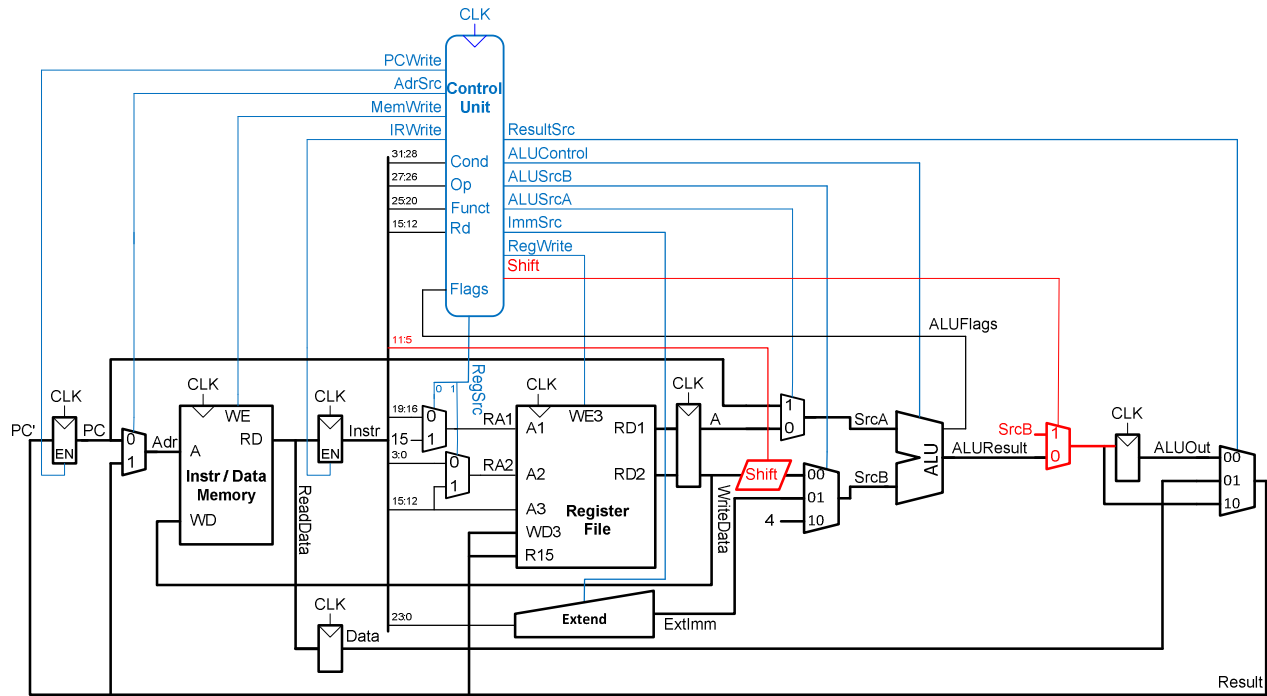 CLK
PCWrite
AdrSrc
MemWrite
IRWrite
Control
Unit
ResultSrc
ALUControl
ALUSrcB
ALUSrcA
ImmSrc
RegWrite
Shift
31:28
Cond
27:26
Op
25:20
Funct
15:12
Rd
Flags
ALUFlags
11:5
RegSrc
0 1
CLK
PC'
EN
PC
0
1
Adr
CLK
WE
A
RD
Instr / Data
Memory
WD
ReadData
CLK
EN
Instr
19:16
15
0
1
RA1
3:0
0
1
RA2
15:12
CLK
WE3
A1
RD1
A2
RD2
A3
Register
File
WD3
R15
CLK
A
WriteData
Shift
1
0
SrcA
00
01
10
4
SrcB
ALU
ALUResult
SrcB
1
0
CLK
ALUOut
00
01
10
23:0
Extend
ExtImm
CLK
Data
Result